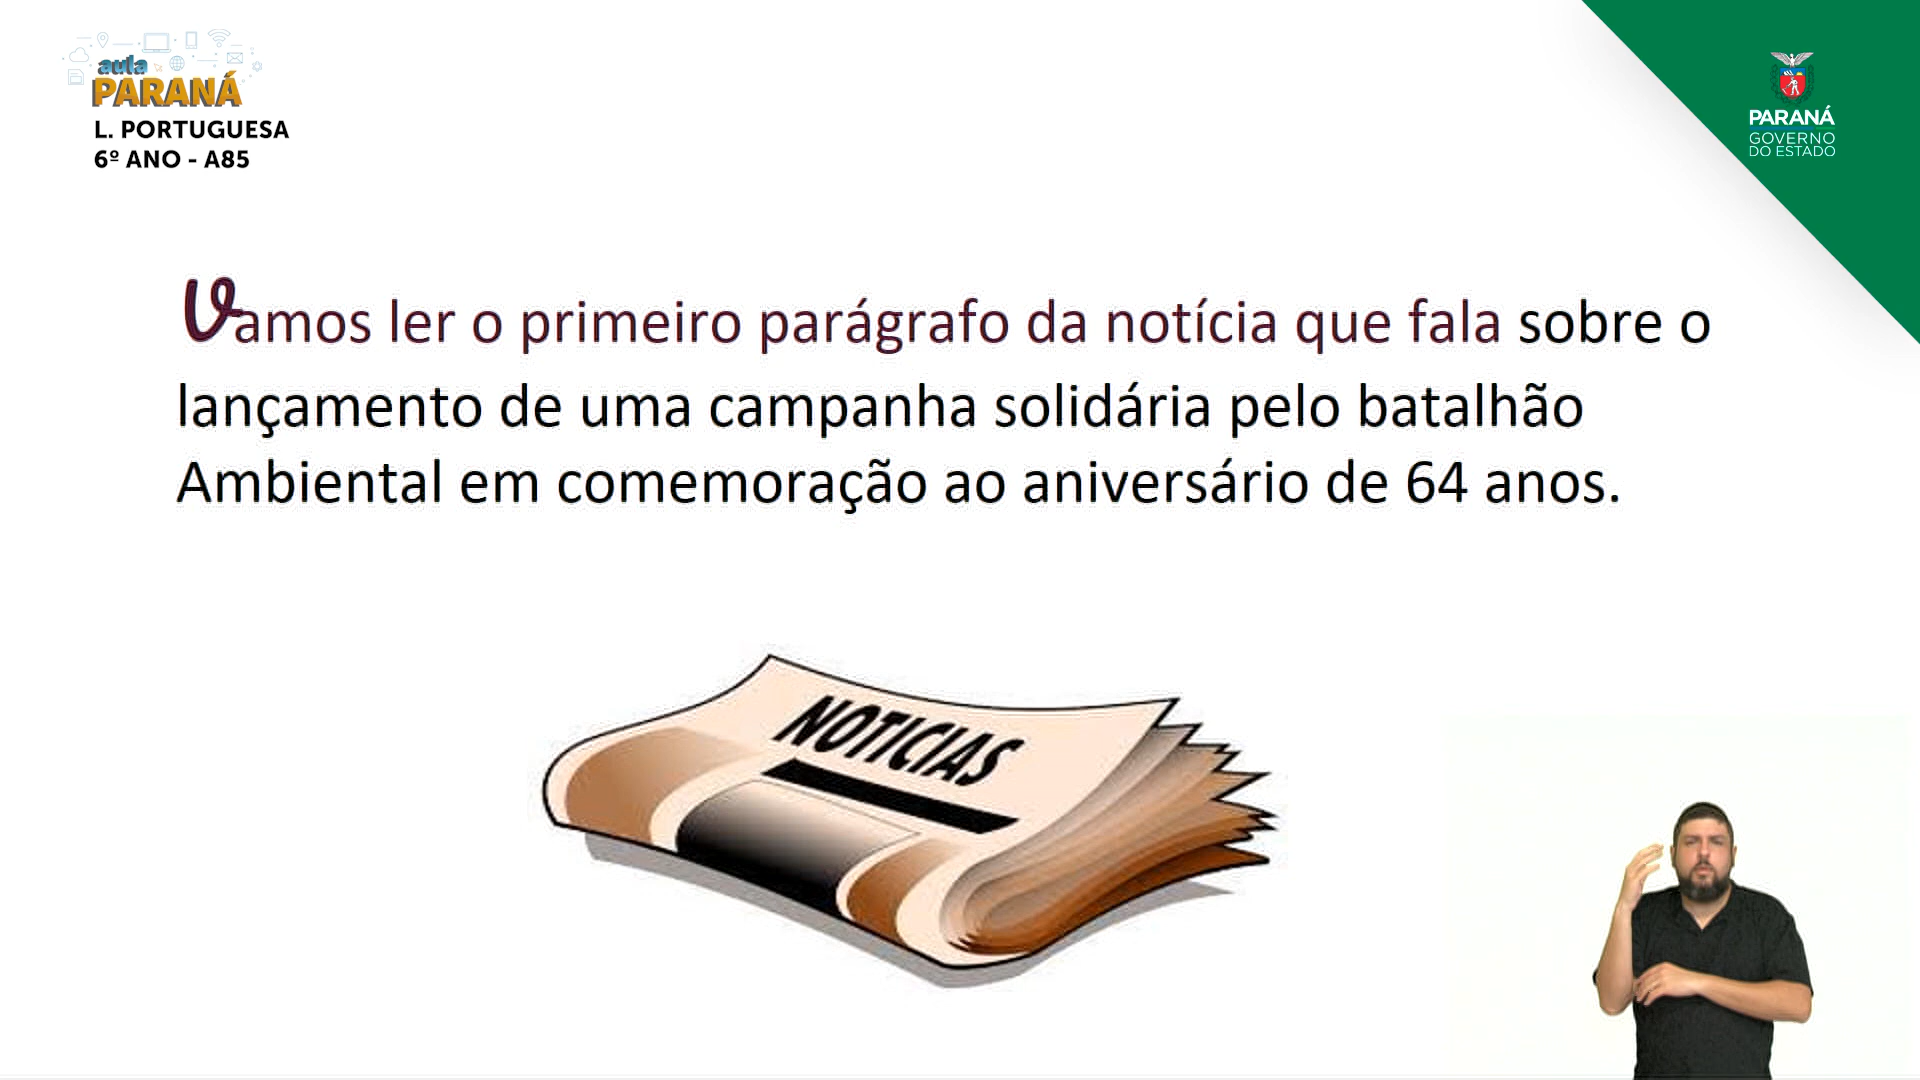 aula
PARANÁ
L. PORTUGUESA
6º ANO - A85
PARANÁ
GOVERNO
DO ESTADO
Vamos ler o primeiro parágrafo da notícia que fala sobre o
lançamento de uma campanha solidária pelo batalhão
Ambiental em comemoração ao aniversário de 64 anos.
NOTICIAS